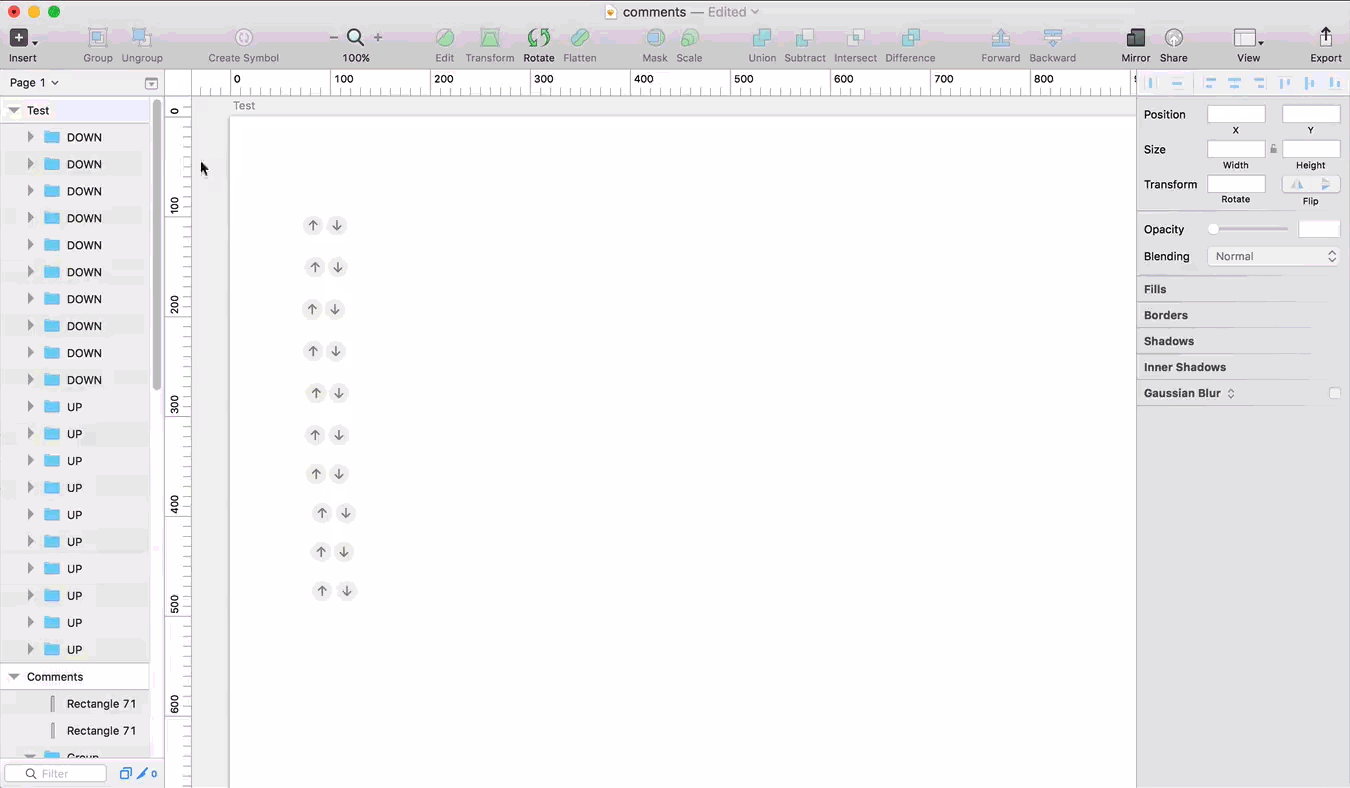 comments — Edited
Insert
Group
Ungroup
Create Symbol
100%
Edit
Transform
Rotate
Flatten
Mask
Scale
Union
Subtract
Intersect
Difference
Forward
Backward
Mirror
Share
View
Export
Page 1
0 100 200 300 400 500 600 700 800
Test
DOWN
DOWN
DOWN
DOWN
DOWN
DOWN
DOWN
DOWN
DOWN
DOWN
UP
UP
UP
UP
UP
UP
UP
UP
UP
UP
Comments
Rectangle 71
Rectangle 71
Group
Filter
0
0
100
200
300
400
500
600
Test
Position
X
Y
Size
Width
Height
Transform
Rotate
Flip
Opacity
Blending
Normal
Fills
Borders
Shadows
Inner Shadows
Gaussian Blur